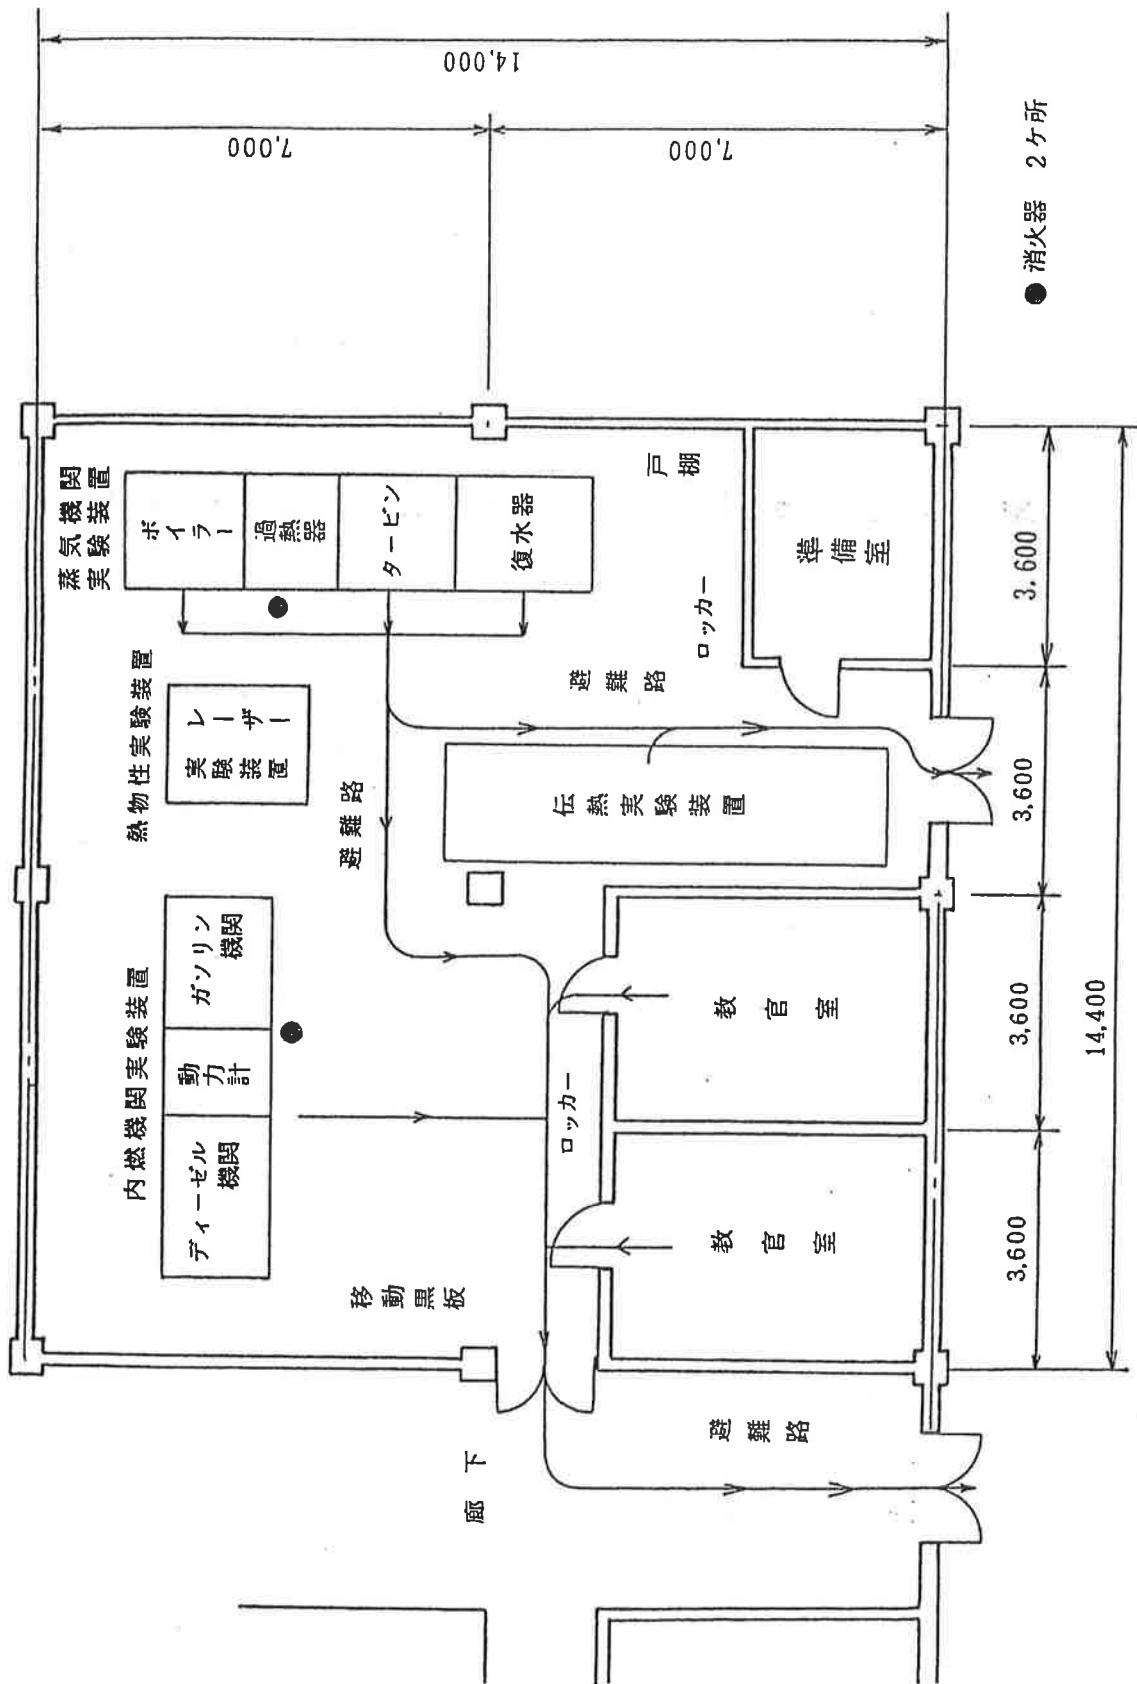 内燃機関実験装置
ディーゼル
機関
動力計
ガソリン
機関
熱物性実験装置
レーザー
実験装置
蒸気機関
実験装置
ボイラー
過熱器
タービン
復水器
移動黒板
避難路
避難路
戸棚
ロッカー
ロッカー
伝熱実験装置
準備室
教官室
教官室
廊下
避難路
3,600
3,600
3,600
3,600
14,400
7,000
7,000
14,000
● 消火器 2ケ所